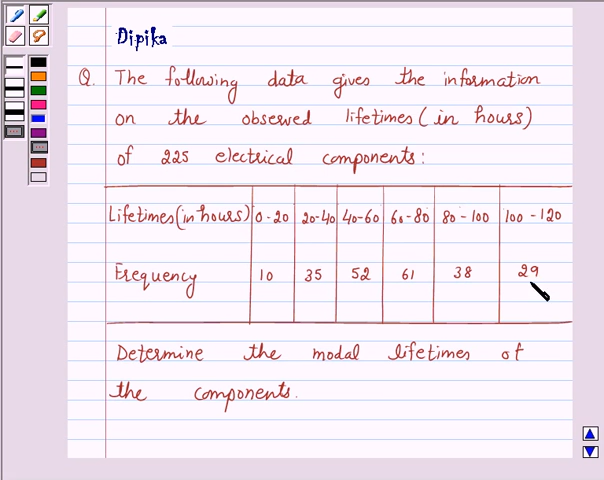 Dipika
Q. The following data gives the information
on the observed lifetimes (in hours)
of 225 electrical components:
Lifetimes (in hours) 0-20 20-40 40-60 60-80 80-100 100-120
Frequency 10 35 52 61 38 29
Determine the modal lifetimes of
the components.